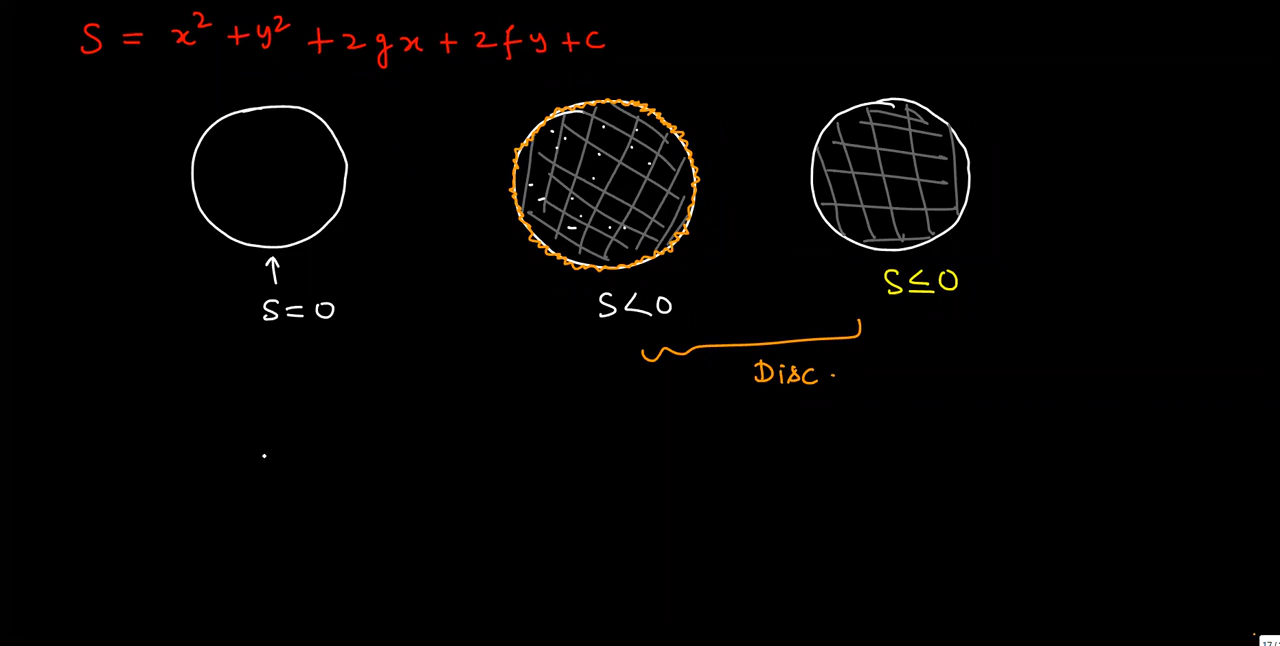 S = x² + y² + 2gx + 2fy + c
S = 0
S < 0
S ≤ 0
Disc .